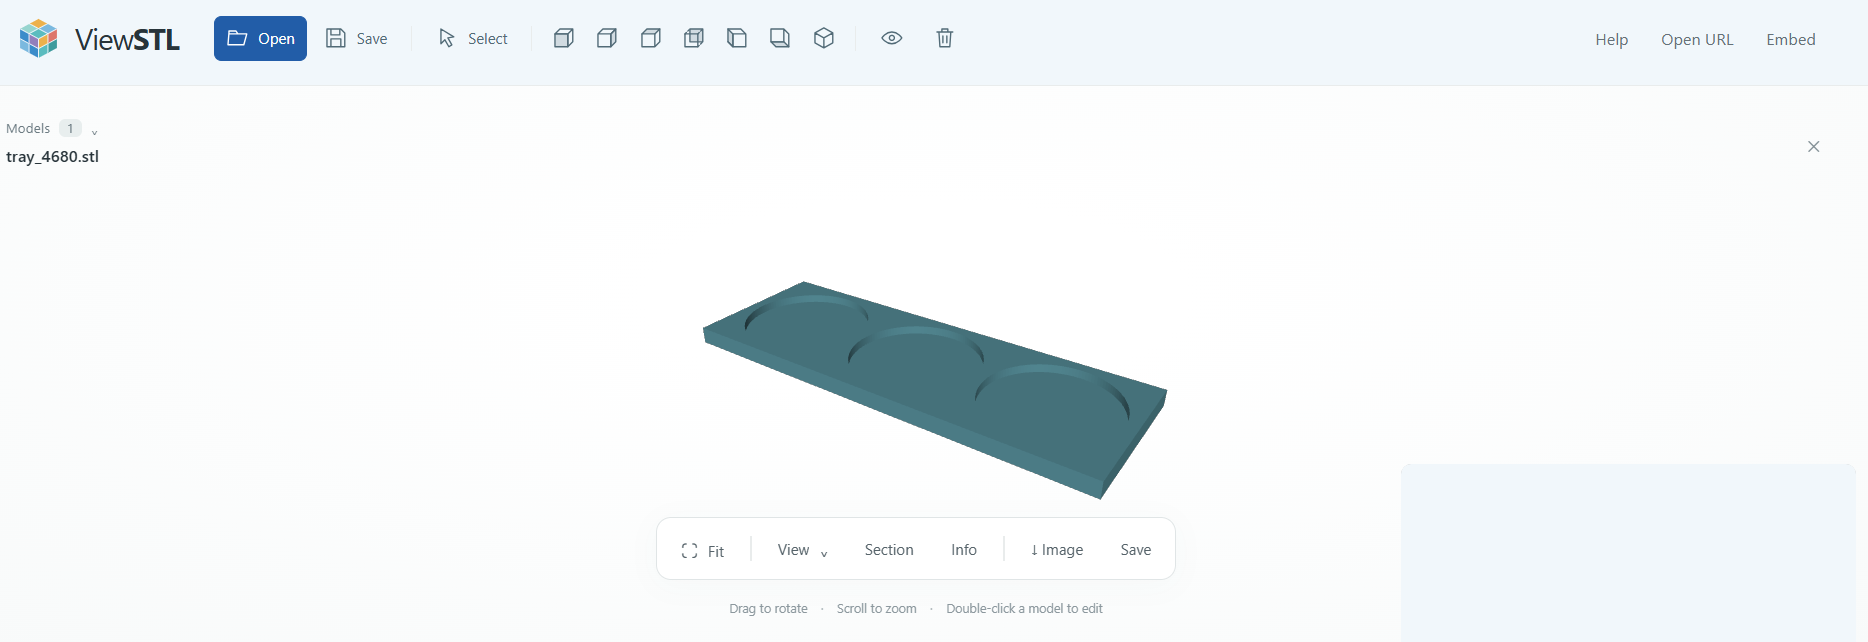 ViewSTL Open Save Select Help Open URL Embed
Models 1
tray_4680.stl
Fit View Section Info ↓ Image Save
Drag to rotate · Scroll to zoom · Double-click a model to edit